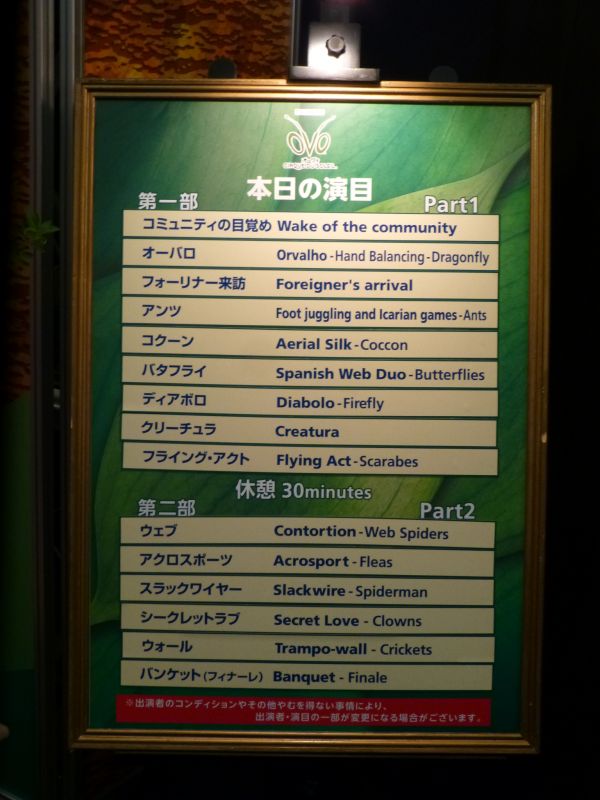 OVO
CIRQUE DU SOLEIL
本日の演目
第一部 Part1
コミュニティの目覚め Wake of the community
オーバロ Orvalho-Hand Balancing-Dragonfly
フォーリナー来訪 Foreigner's arrival
アンツ Foot juggling and Icarian games-Ants
コクーン Aerial Silk-Coccon
バタフライ Spanish Web Duo-Butterflies
ディアボロ Diabolo-Firefly
クリーチュラ Creatura
フライング・アクト Flying Act-Scarabes
休憩 30minutes
第二部 Part2
ウェブ Contortion-Web Spiders
アクロスポーツ Acrosport-Fleas
スラックワイヤー Slackwire-Spiderman
シークレットラブ Secret Love - Clowns
ウォール Trampo-wall - Crickets
バンケット(フィナーレ) Banquet - Finale
※出演者のコンディションやその他やむを得ない事情により、
出演者・演目の一部が変更になる場合がございます。